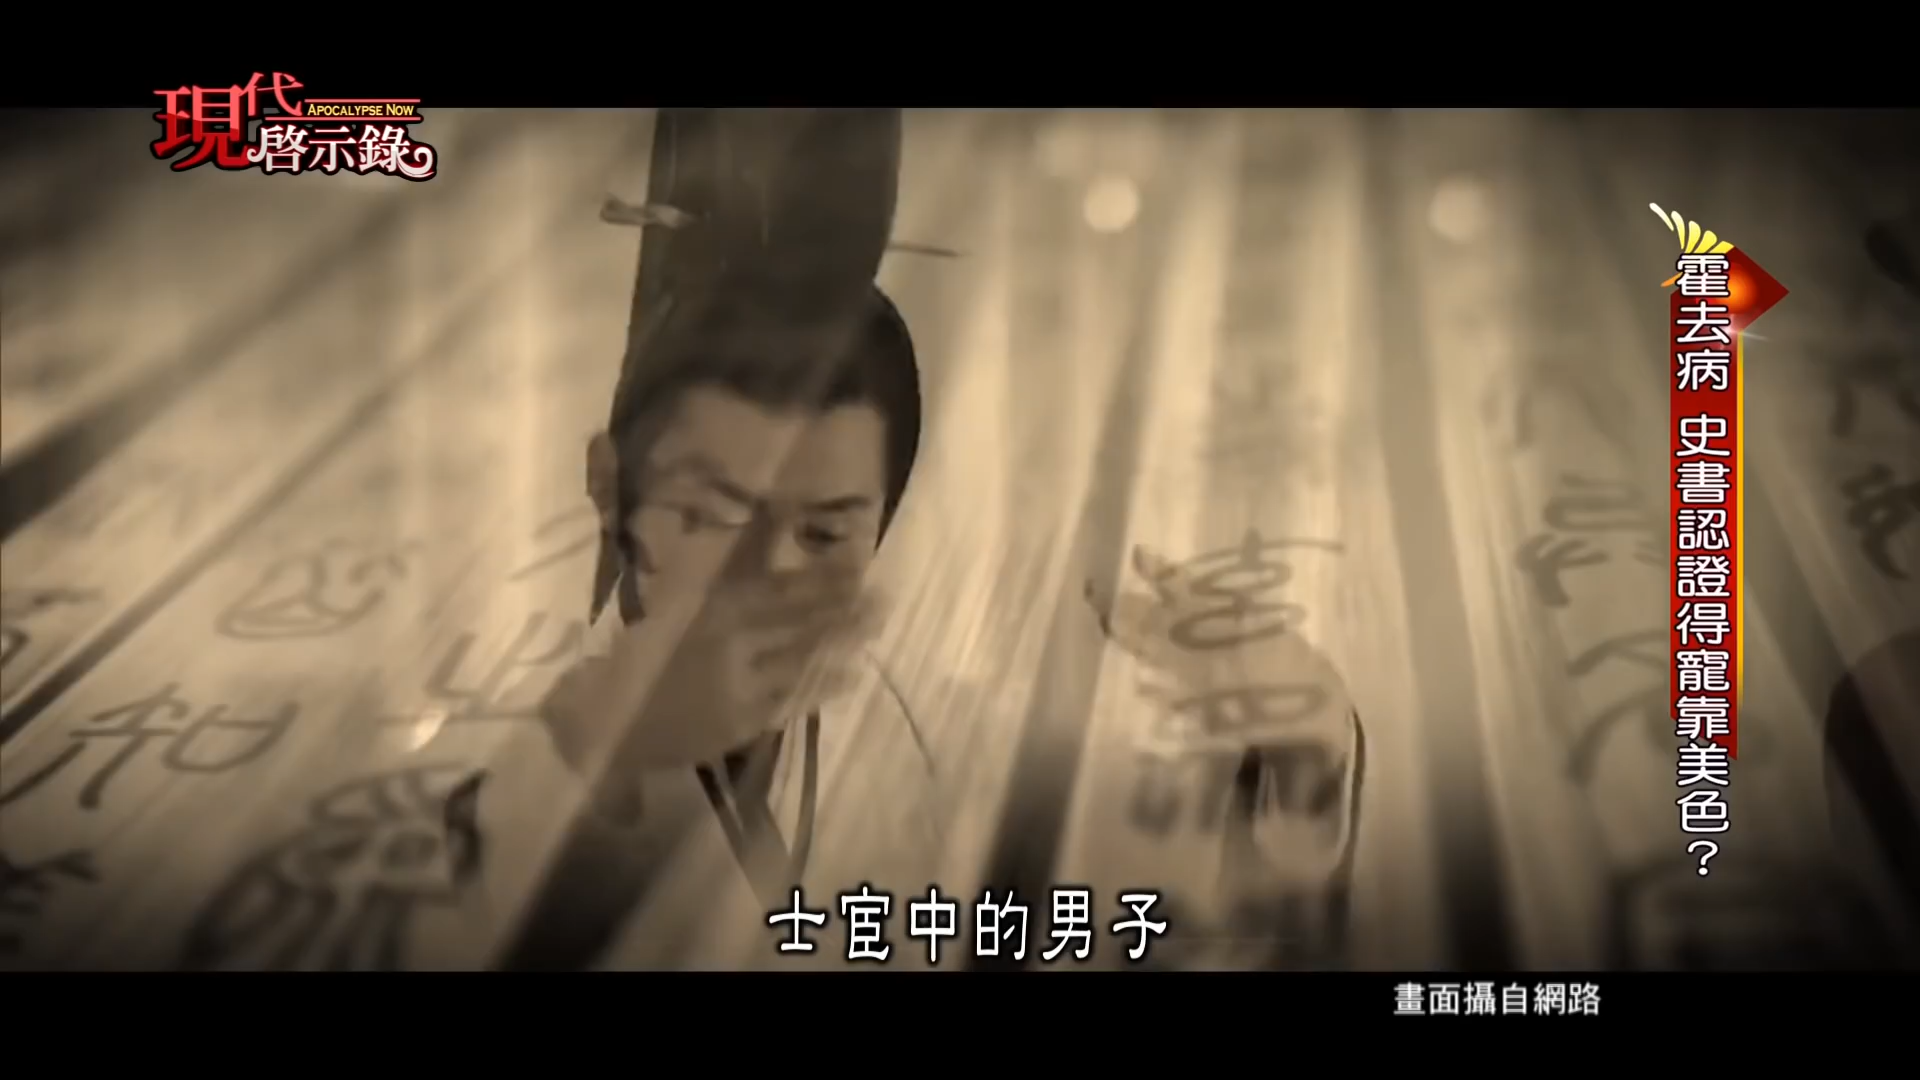 現代
APOCALYPSE NOW
啓示錄
霍去病 史書認證得寵靠美色?
士宦中的男子
畫面攝自網路